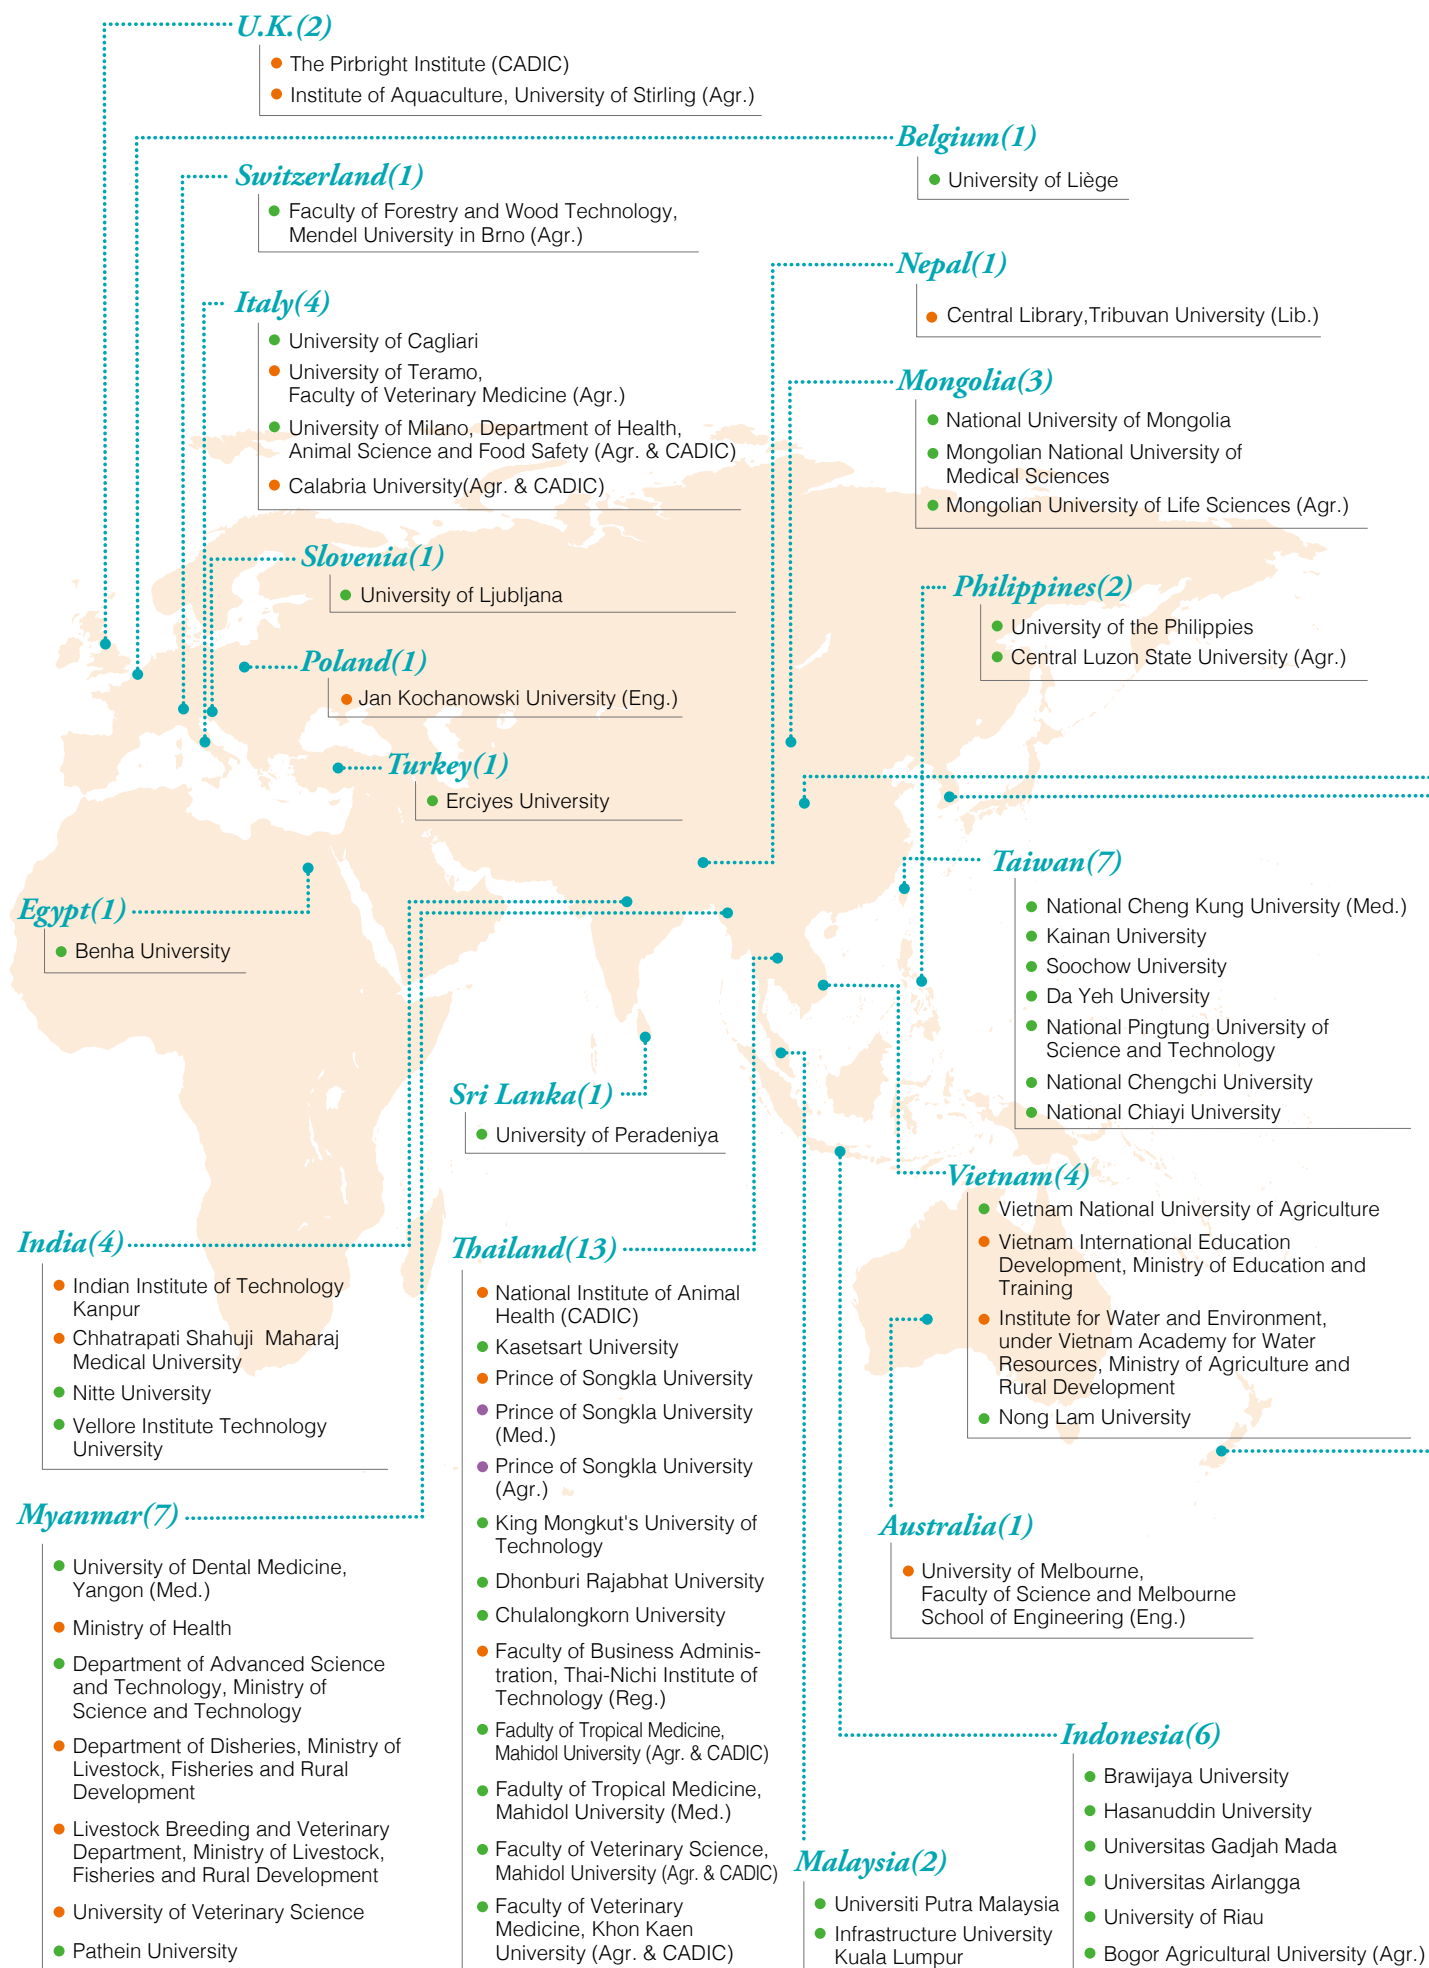 U.K.(2)
The Pirbright Institute (CADIC)
Institute of Aquaculture, University of Stirling (Agr.)
Belgium(1)
University of Liège
Switzerland(1)
Faculty of Forestry and Wood Technology,
Mendel University in Brno (Agr.)
Nepal(1)
Central Library,Tribuvan University (Lib.)
Italy(4)
University of Cagliari
University of Teramo,
Faculty of Veterinary Medicine (Agr.)
University of Milano, Department of Health,
Animal Science and Food Safety (Agr. & CADIC)
Calabria University(Agr. & CADIC)
Mongolia(3)
National University of Mongolia
Mongolian National University of
Medical Sciences
Mongolian University of Life Sciences (Agr.)
Slovenia(1)
University of Ljubljana
Philippines(2)
University of the Philippies
Central Luzon State University (Agr.)
Poland(1)
Jan Kochanowski University (Eng.)
Turkey(1)
Erciyes University
Taiwan(7)
National Cheng Kung University (Med.)
Kainan University
Soochow University
Da Yeh University
National Pingtung University of
Science and Technology
National Chengchi University
National Chiayi University
Egypt(1)
Benha University
Sri Lanka(1)
University of Peradeniya
Vietnam(4)
Vietnam National University of Agriculture
Vietnam International Education
Development, Ministry of Education and
Training
Institute for Water and Environment,
under Vietnam Academy for Water
Resources, Ministry of Agriculture and
Rural Development
Nong Lam University
India(4)
Indian Institute of Technology
Kanpur
Chhatrapati Shahuji Maharaj
Medical University
Nitte University
Vellore Institute Technology
University
Thailand(13)
National Institute of Animal
Health (CADIC)
Kasetsart University
Prince of Songkla University
Prince of Songkla University
(Med.)
Prince of Songkla University
(Agr.)
King Mongkut's University of
Technology
Dhonburi Rajabhat University
Chulalongkorn University
Faculty of Business Adminis-
tration, Thai-Nichi Institute of
Technology (Reg.)
Fadulty of Tropical Medicine,
Mahidol University (Agr. & CADIC)
Fadulty of Tropical Medicine,
Mahidol University (Med.)
Faculty of Veterinary Science,
Mahidol University (Agr. & CADIC)
Faculty of Veterinary
Medicine, Khon Kaen
University (Agr. & CADIC)
Myanmar(7)
University of Dental Medicine,
Yangon (Med.)
Ministry of Health
Department of Advanced Science
and Technology, Ministry of
Science and Technology
Department of Disheries, Ministry of
Livestock, Fisheries and Rural
Development
Livestock Breeding and Veterinary
Department, Ministry of Livestock,
Fisheries and Rural Development
University of Veterinary Science
Pathein University
Australia(1)
University of Melbourne,
Faculty of Science and Melbourne
School of Engineering (Eng.)
Indonesia(6)
Brawijaya University
Hasanuddin University
Universitas Gadjah Mada
Universitas Airlangga
University of Riau
Bogor Agricultural University (Agr.)
Malaysia(2)
Universiti Putra Malaysia
Infrastructure University
Kuala Lumpur